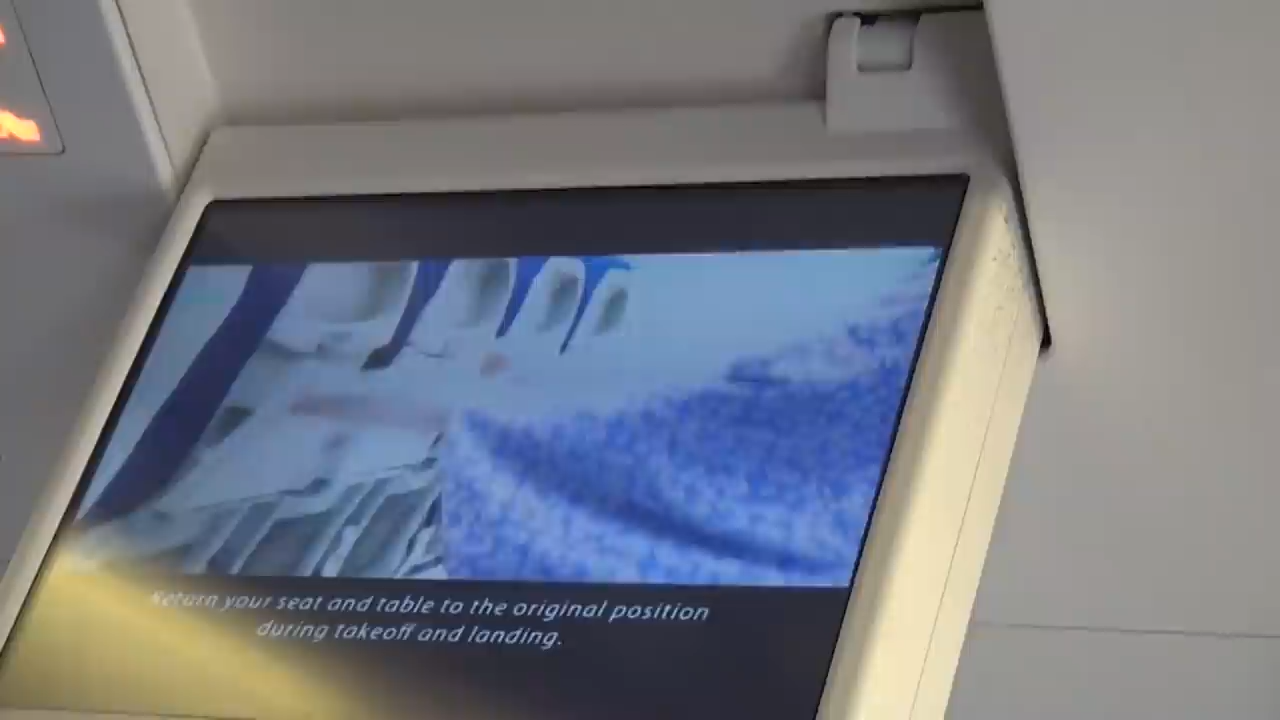 Return your seat and table to the original position
during takeoff and landing.